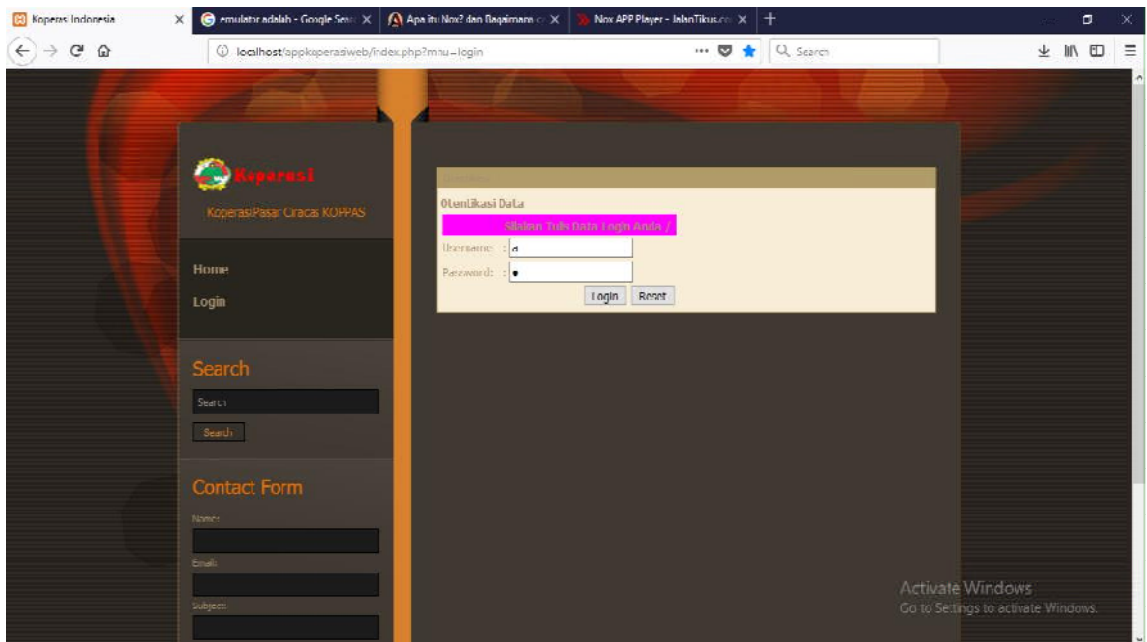 Koperasi Indonesia
emulator adalah - Google Sear
Apa itu Nox? dan Bagaimana c
Nox APP Player - JalanTikus.co
localhost/appkoperasiweb/index.php?mnu=login
Search
Koperasi
KoperasiPasar Ciracas KOPPAS
Home
Login
Search
Search
Search
Contact Form
Name:
Email:
Subject:
Otentikasi Data
Silakan Tulis Data Login Anda /
Username : a
Password: :
Login Reset
Activate Windows
Go to Settings to activate Windows.